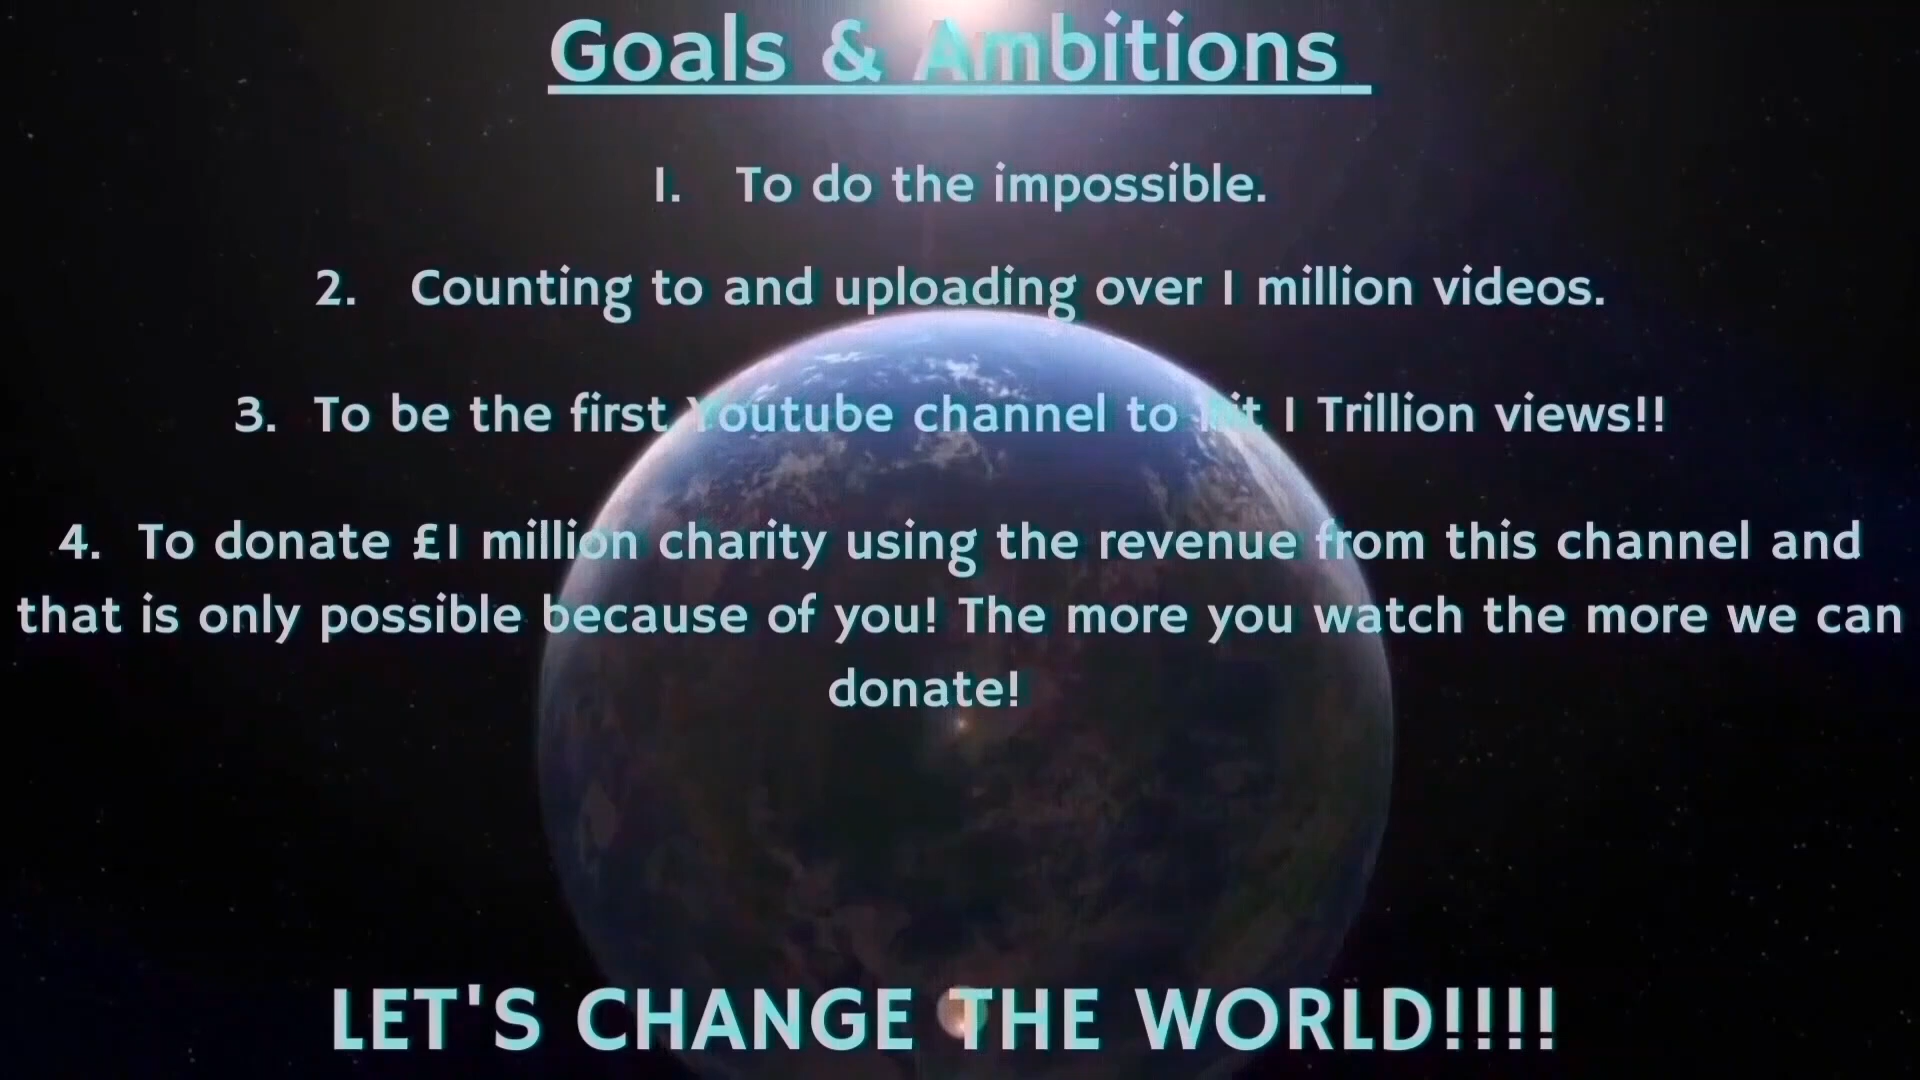 Goals & Ambitions
1. To do the impossible.
2. Counting to and uploading over 1 million videos.
3. To be the first Youtube channel to hit 1 Trillion views!!
4. To donate £1 million charity using the revenue from this channel and
that is only possible because of you! The more you watch the more we can
donate!
LET'S CHANGE THE WORLD!!!!